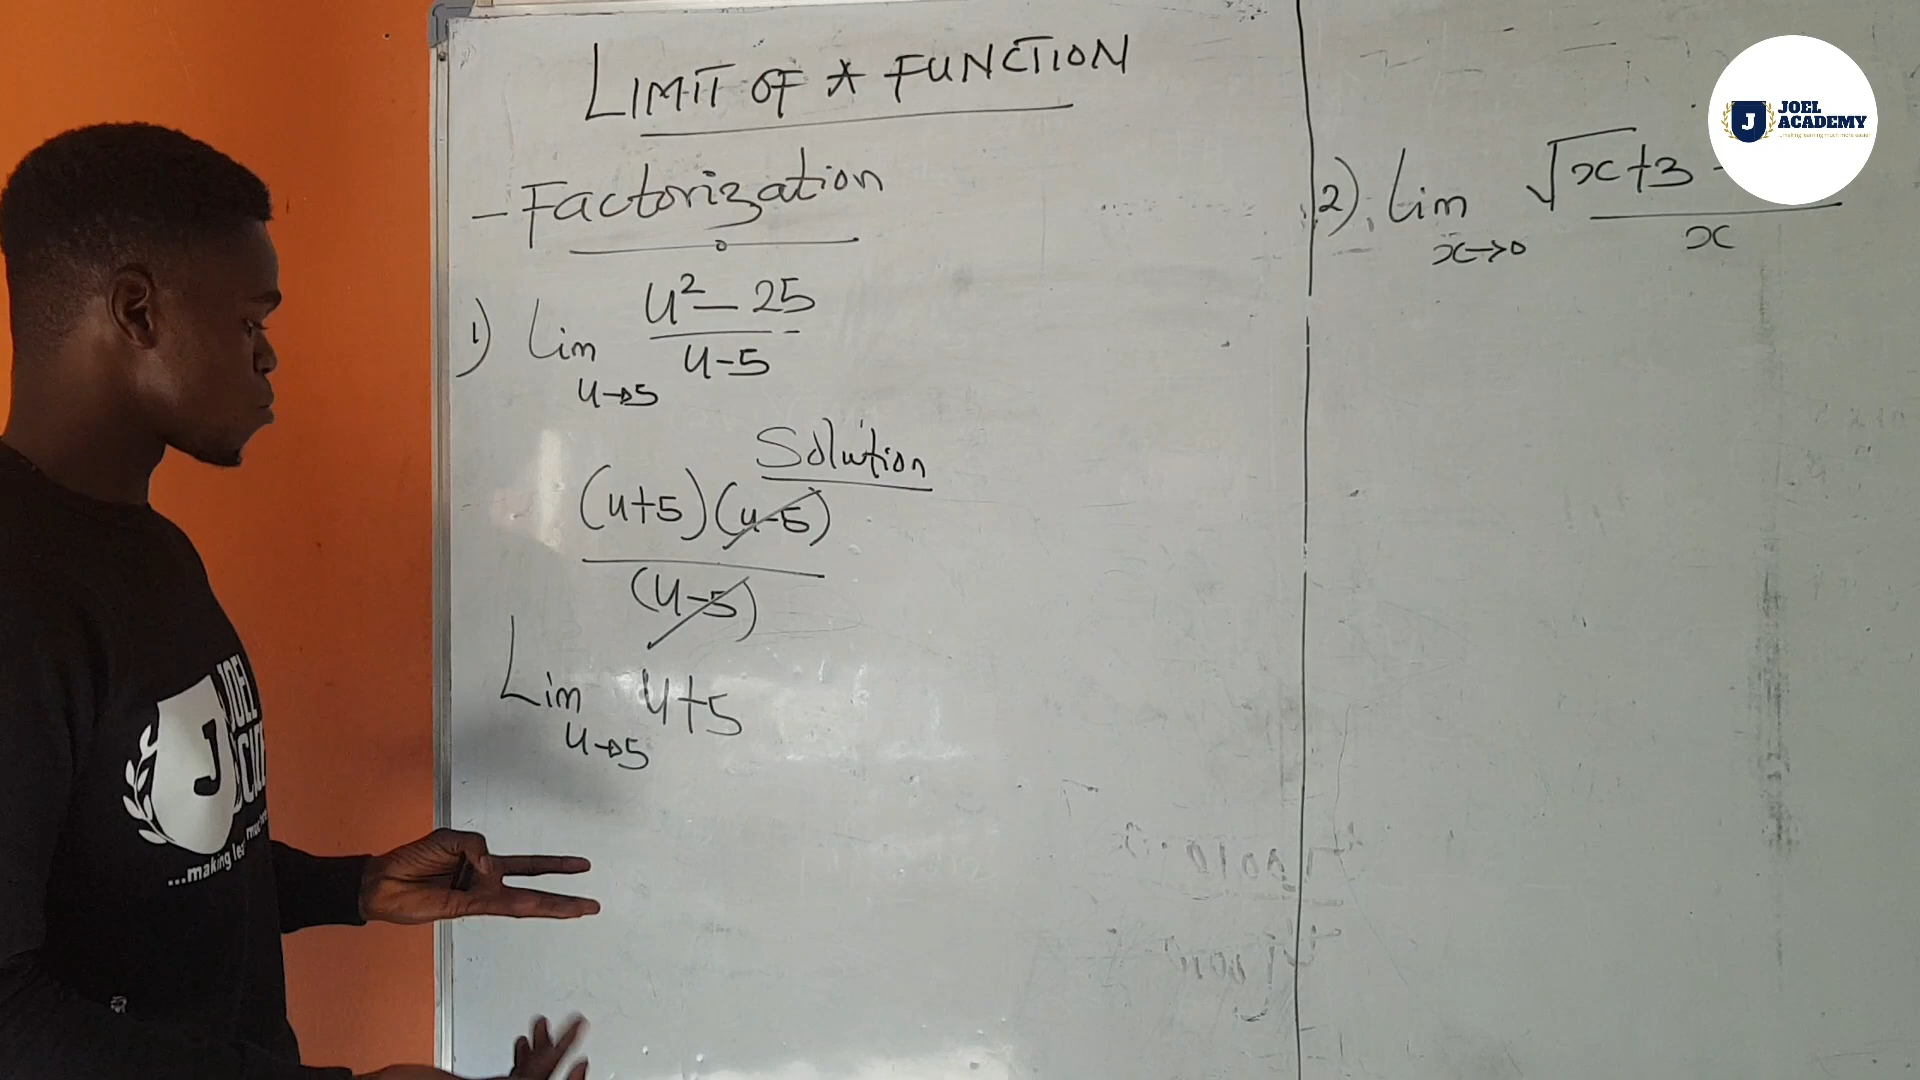 LIMIT OF A FUNCTION
- Factorization
1) Lim u² - 25
u - 5
u→5
Solution
(u+5)(u-5)
(u-5)
Lim u+5
u→5
2). Lim √x+3 -
x
x→0
JOEL
ACADEMY
JOEL
...making
J
J